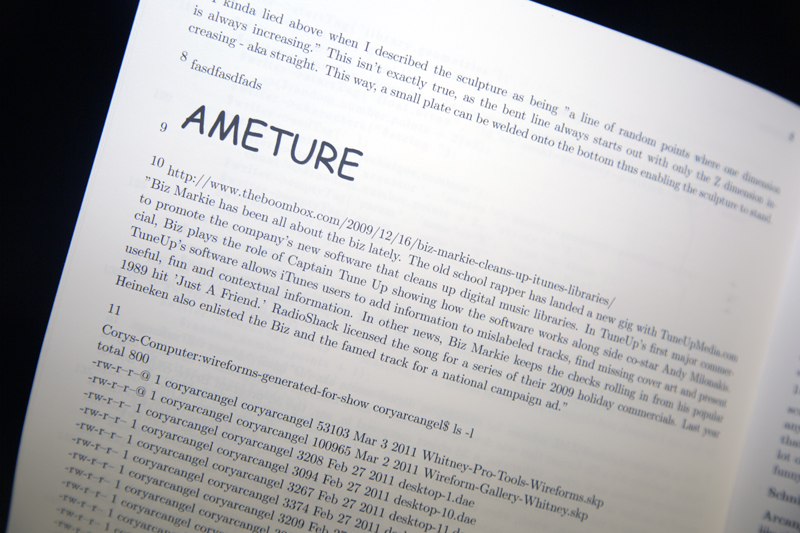 kinda lied above when I described the sculpture as being "a line of random points where one dimension
is always increasing." This isn't exactly true, as the bent line always starts out with only the Z dimension in
creasing - aka straight. This way, a small plate can be welded onto the bottom thus enabling the sculpture to stand.
8 fasdfasdfads
9 AMETURE
10 http://www.theboombox.com/2009/12/16/biz-markie-cleans-up-itunes-libraries/
"Biz Markie has been all about the biz lately. The old school rapper has landed a new gig with TuneUpMedia.com
to promote the company's new software that cleans up digital music libraries. In TuneUp's first major commer-
cial, Biz plays the role of Captain Tune Up showing how the software works along side co-star Andy Milonakis.
TuneUp's software allows iTunes users to add information to mislabeled tracks, find missing cover art and present
useful, fun and contextual information. In other news, Biz Markie keeps the checks rolling in from his popular
1989 hit 'Just A Friend.' RadioShack licensed the song for a series of their 2009 holiday commercials. Last year
Heineken also enlisted the Biz and the famed track for a national campaign ad."
11
Corys-Computer:wireforms-generated-for-show coryarcangel$ ls -l
total 800
-rw-r--r--@ 1 coryarcangel coryarcangel 53103 Mar 3 2011 Whitney-Pro-Tools-Wireforms.skp
-rw-r--r--@ 1 coryarcangel coryarcangel 100965 Mar 2 2011 Wireform-Gallery-Whitney.skp
-rw-r--r-- 1 coryarcangel coryarcangel 3208 Feb 27 2011 desktop-1.dae
-rw-r--r-- 1 coryarcangel coryarcangel 3094 Feb 27 2011 desktop-10.dae
-rw-r--r-- 1 coryarcangel coryarcangel 3267 Feb 27 2011 desktop-11.dae
-rw-r--r-- 1 coryarcangel coryarcangel 3374 Feb 27 2011
-rw-r--r-- 1 coryarcangel coryarcangel 3209 Feb
-rw-r--r-- 1 coryarcangel coryarcangel
-rw-r--r-- 1 coryarcangel
lot
funny
Schni
Arcan